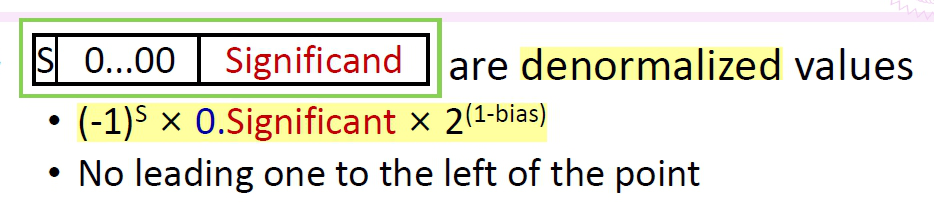 S 0...00 Significand are denormalized values
• (-1)ˢ × 0.Significant × 2⁽¹⁻ᵇⁱᵃˢ⁾
• No leading one to the left of the point